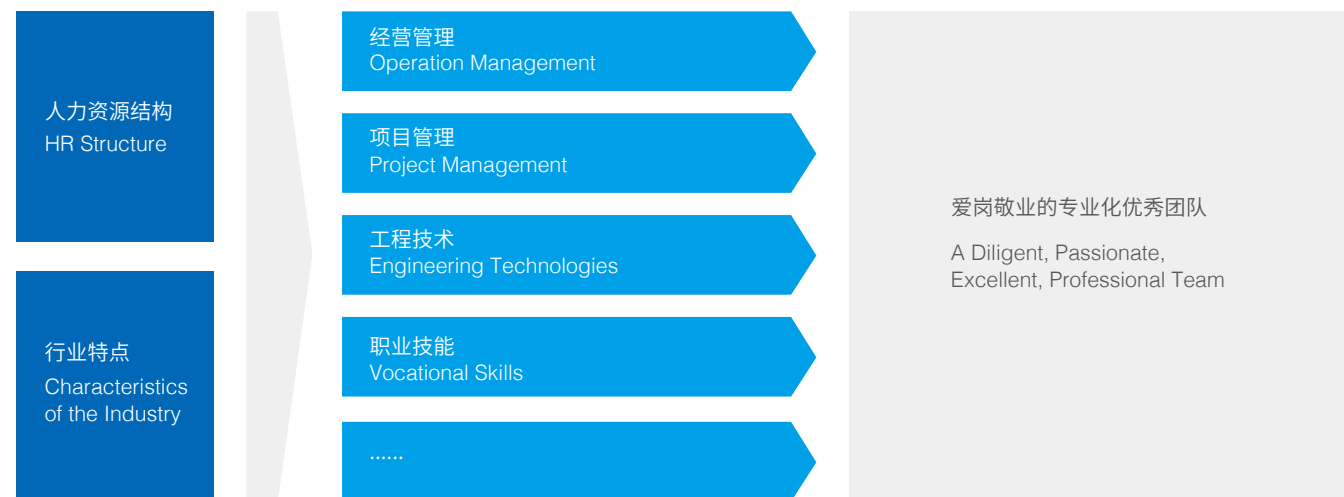 人力资源结构
HR Structure
行业特点
Characteristics
of the Industry
经营管理
Operation Management
项目管理
Project Management
工程技术
Engineering Technologies
职业技能
Vocational Skills
......
爱岗敬业的专业化优秀团队
A Diligent, Passionate,
Excellent, Professional Team